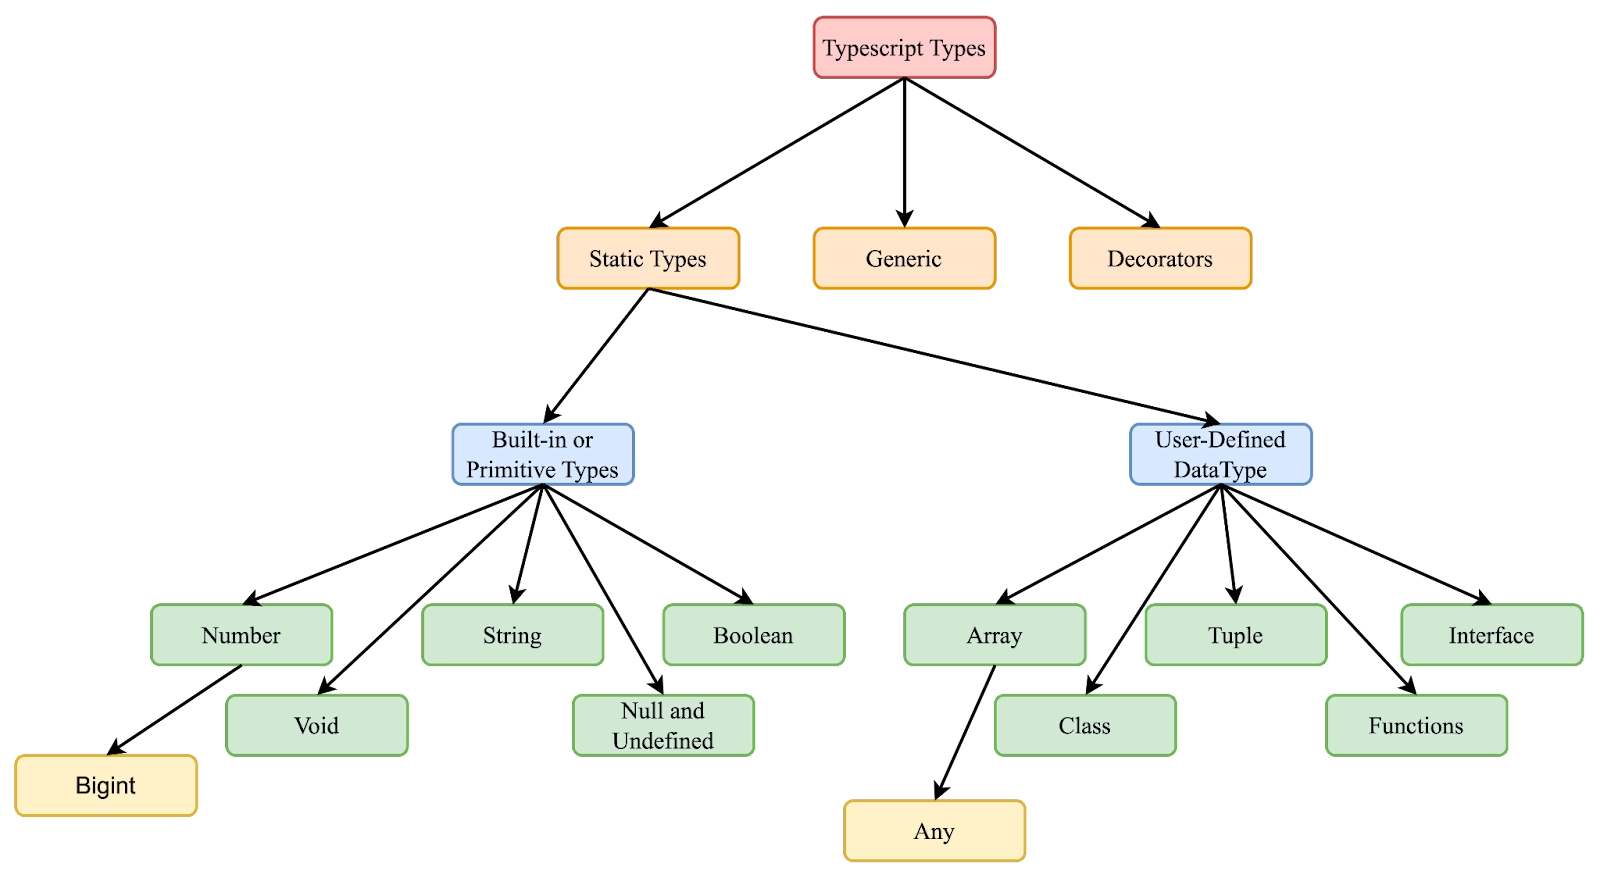 Typescript Types
Static Types
Generic
Decorators
Built-in or
Primitive Types
User-Defined
DataType
Number
String
Boolean
Array
Tuple
Interface
Void
Null and
Undefined
Class
Functions
Bigint
Any